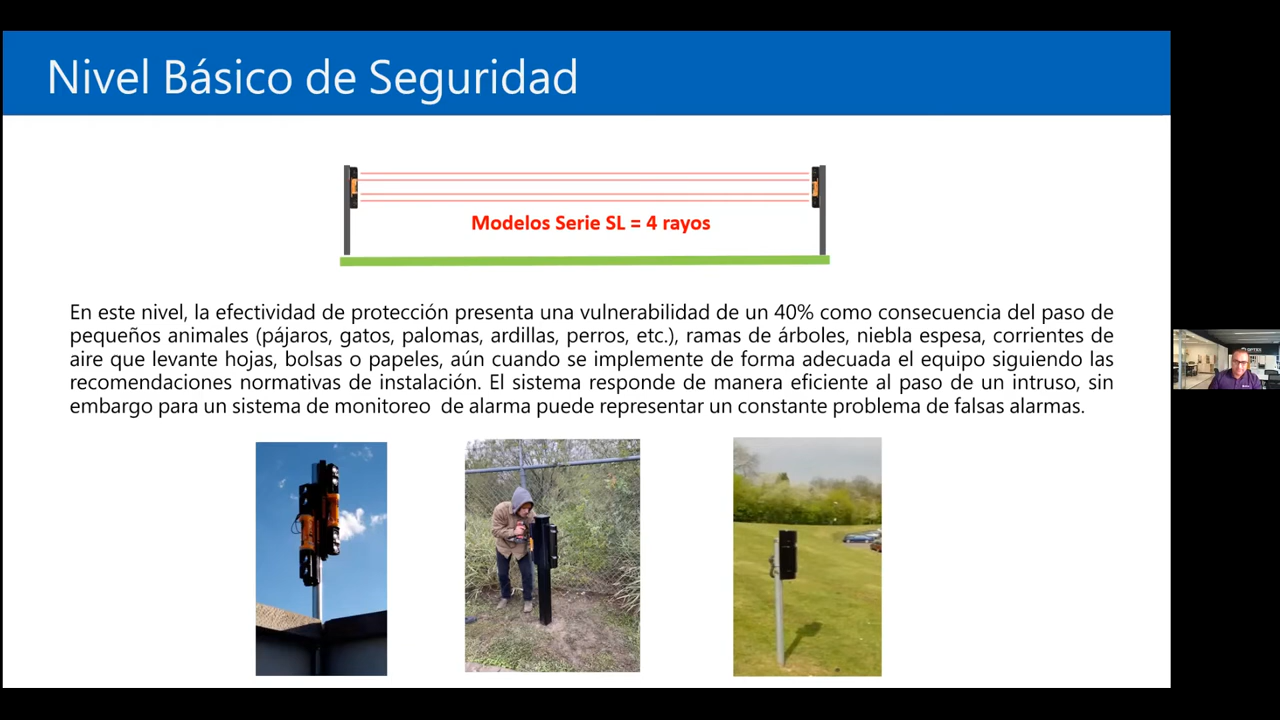 Nivel Básico de Seguridad
Modelos Serie SL = 4 rayos
En este nivel, la efectividad de protección presenta una vulnerabilidad de un 40% como consecuencia del paso de
pequeños animales (pájaros, gatos, palomas, ardillas, perros, etc.), ramas de árboles, niebla espesa, corrientes de
aire que levante hojas, bolsas o papeles, aún cuando se implemente de forma adecuada el equipo siguiendo las
recomendaciones normativas de instalación. El sistema responde de manera eficiente al paso de un intruso, sin
embargo para un sistema de monitoreo de alarma puede representar un constante problema de falsas alarmas.
OPTEX